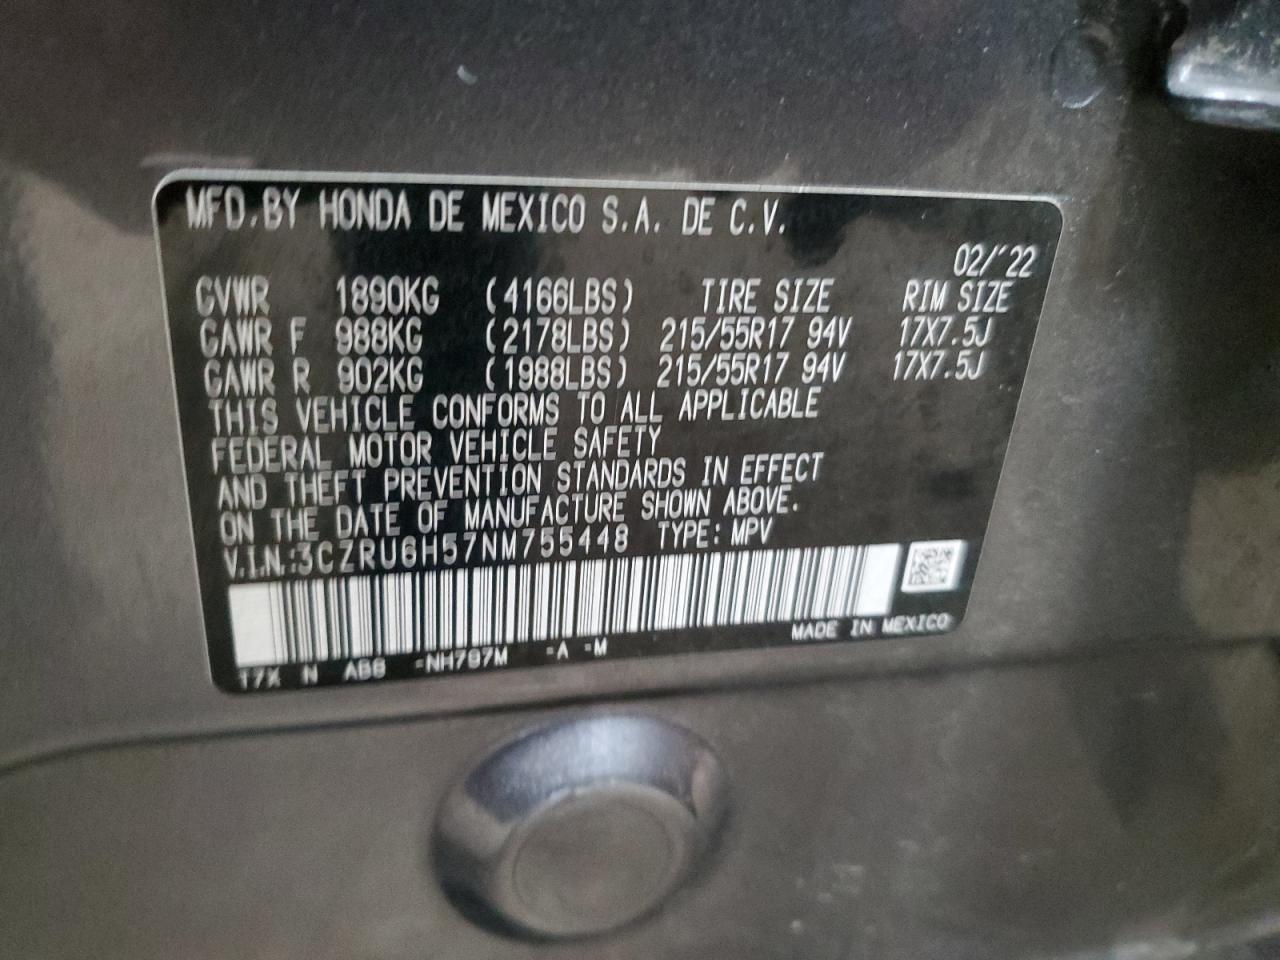 MFD.BY HONDA DE MEXICO S.A. DE C.V.
02/'22
GVWR 1890KG (4166LBS) TIRE SIZE RIM SIZE
GAWR F 988KG (2178LBS) 215/55R17 94V 17X7.5J
GAWR R 902KG (1988LBS) 215/55R17 94V 17X7.5J
THIS VEHICLE CONFORMS TO ALL APPLICABLE
FEDERAL MOTOR VEHICLE SAFETY
AND THEFT PREVENTION STANDARDS IN EFFECT
ON THE DATE OF MANUFACTURE SHOWN ABOVE.
V.I.N.:3CZRU6H57NM755448 TYPE: MPV
MADE IN MEXICO
T7X N ABB -NH797M -A -M